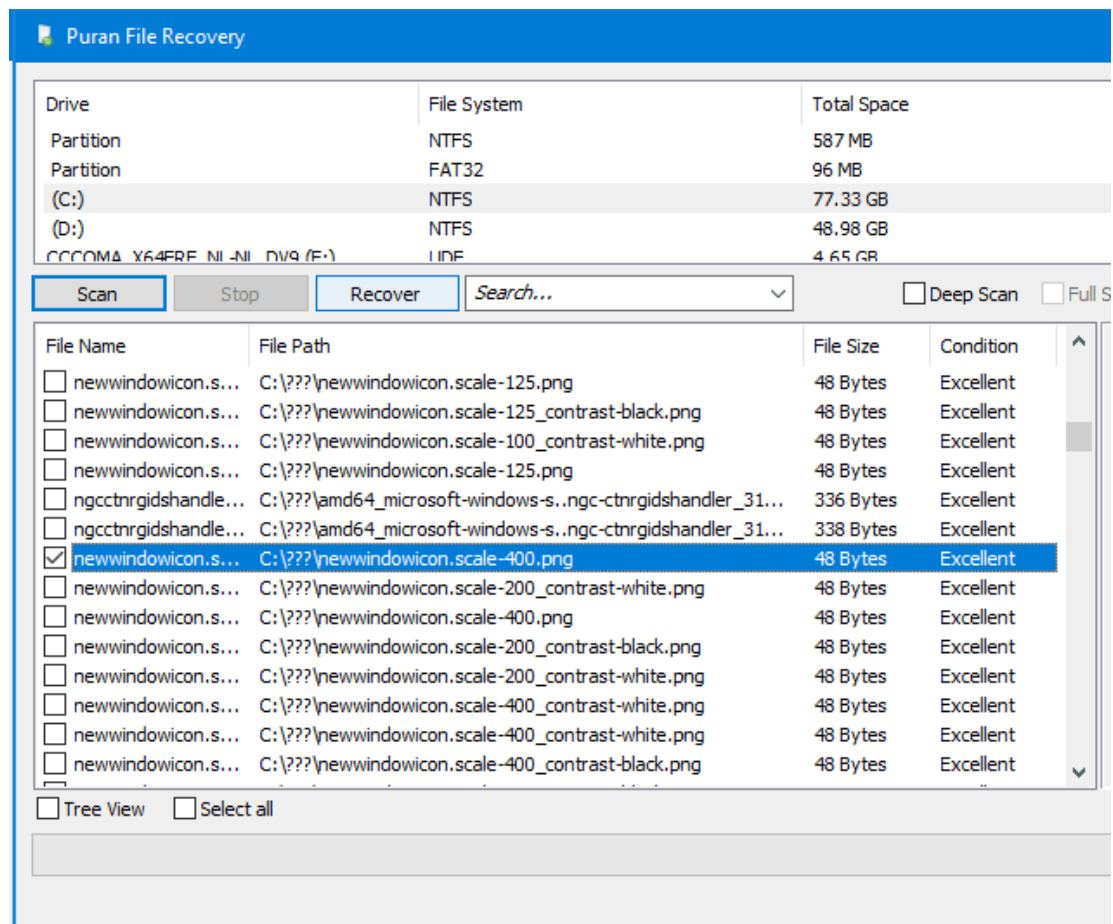 Puran File Recovery
Drive File System Total Space
Partition NTFS 587 MB
Partition FAT32 96 MB
(C:) NTFS 77.33 GB
(D:) NTFS 48.98 GB
CCCOMA_X64FRE_NL-NL_DV9 (E:) UDF 4.65 GB
Scan Stop Recover Search... Deep Scan Full S
File Name File Path File Size Condition
newwindowicon.s... C:\???\newwindowicon.scale-125.png 48 Bytes Excellent
newwindowicon.s... C:\???\newwindowicon.scale-125_contrast-black.png 48 Bytes Excellent
newwindowicon.s... C:\???\newwindowicon.scale-100_contrast-white.png 48 Bytes Excellent
newwindowicon.s... C:\???\newwindowicon.scale-125.png 48 Bytes Excellent
ngcctnrgidshandle... C:\???\amd64_microsoft-windows-s..ngc-ctnrgidshandler_31... 336 Bytes Excellent
ngcctnrgidshandle... C:\???\amd64_microsoft-windows-s..ngc-ctnrgidshandler_31... 338 Bytes Excellent
newwindowicon.s... C:\???\newwindowicon.scale-400.png 48 Bytes Excellent
newwindowicon.s... C:\???\newwindowicon.scale-200_contrast-white.png 48 Bytes Excellent
newwindowicon.s... C:\???\newwindowicon.scale-400.png 48 Bytes Excellent
newwindowicon.s... C:\???\newwindowicon.scale-200_contrast-black.png 48 Bytes Excellent
newwindowicon.s... C:\???\newwindowicon.scale-200_contrast-white.png 48 Bytes Excellent
newwindowicon.s... C:\???\newwindowicon.scale-400_contrast-white.png 48 Bytes Excellent
newwindowicon.s... C:\???\newwindowicon.scale-400_contrast-white.png 48 Bytes Excellent
newwindowicon.s... C:\???\newwindowicon.scale-400_contrast-black.png 48 Bytes Excellent
Tree View Select all